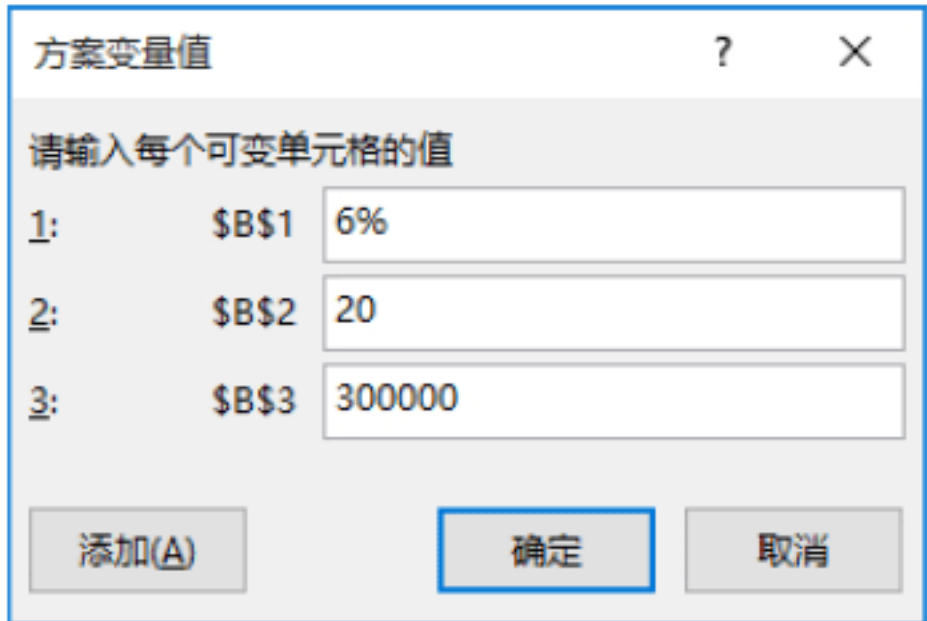 方案变量值 ?
请输入每个可变单元格的值
1: $B$1 6%
2: $B$2 20
3: $B$3 300000
添加(A) 确定 取消